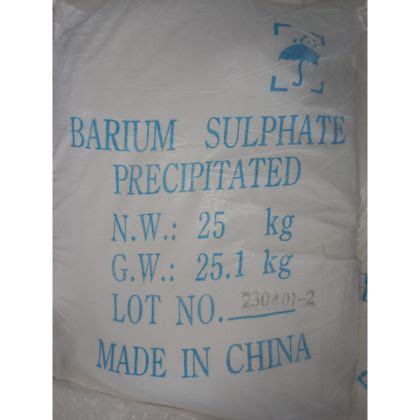 BARIUM SULPHATE
PRECIPITATED
N.W.: 25 kg
G.W.: 25.1 kg
LOT NO. 230401-2
MADE IN CHINA